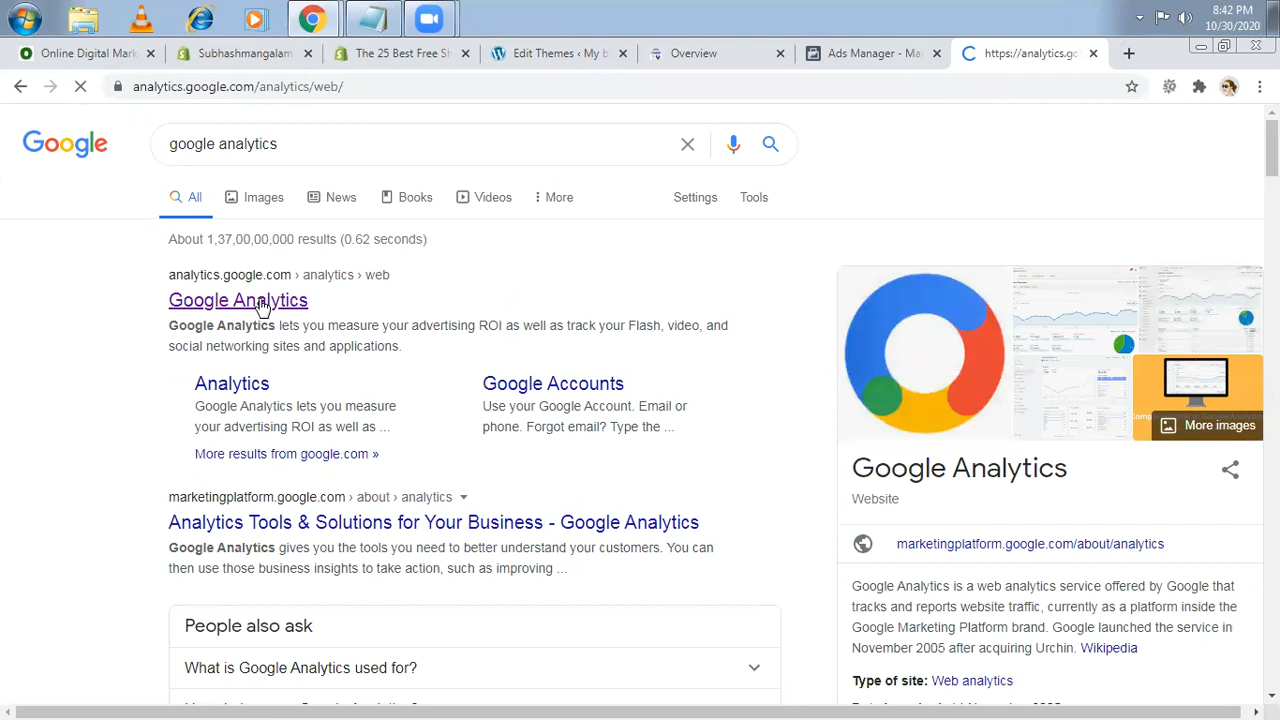 8:42 PM
10/30/2020
Online Digital Mark
Subhashmangalam
The 25 Best Free Sh
Edit Themes ‹ My b
Overview
Ads Manager - Ma
https://analytics.go
analytics.google.com/analytics/web/
Google
google analytics
All
Images
News
Books
Videos
More
Settings
Tools
About 1,37,00,00,000 results (0.62 seconds)
analytics.google.com › analytics › web
Google Analytics
Google Analytics lets you measure your advertising ROI as well as track your Flash, video, and
social networking sites and applications.
Analytics
Google Analytics lets you measure
your advertising ROI as well as ...
More results from google.com »
Google Accounts
Use your Google Account. Email or
phone. Forgot email? Type the ...
marketingplatform.google.com › about › analytics
Analytics Tools & Solutions for Your Business - Google Analytics
Google Analytics gives you the tools you need to better understand your customers. You can
then use those business insights to take action, such as improving ...
People also ask
What is Google Analytics used for?
More images
Google Analytics
Website
marketingplatform.google.com/about/analytics
Google Analytics is a web analytics service offered by Google that
tracks and reports website traffic, currently as a platform inside the
Google Marketing Platform brand. Google launched the service in
November 2005 after acquiring Urchin. Wikipedia
Type of site: Web analytics